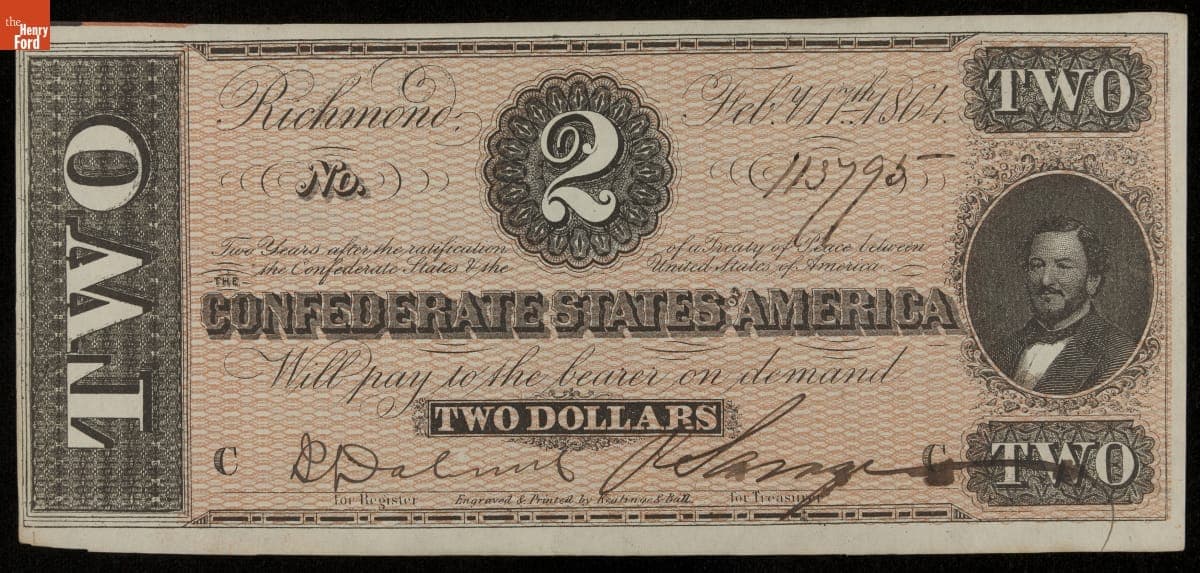 the
Henry
Ford
TWO
Richmond,
Feb.y 17th 1864.
TWO
2
No.
113795
Two Years after the ratification of a Treaty of Peace between
the Confederate States & the United States of America
THE
CONFEDERATE STATES OF AMERICA
Will pay to the bearer on demand
TWO DOLLARS
C
C
TWO
for Register
Engraved & Printed by Keatinge & Ball
for Treasurer